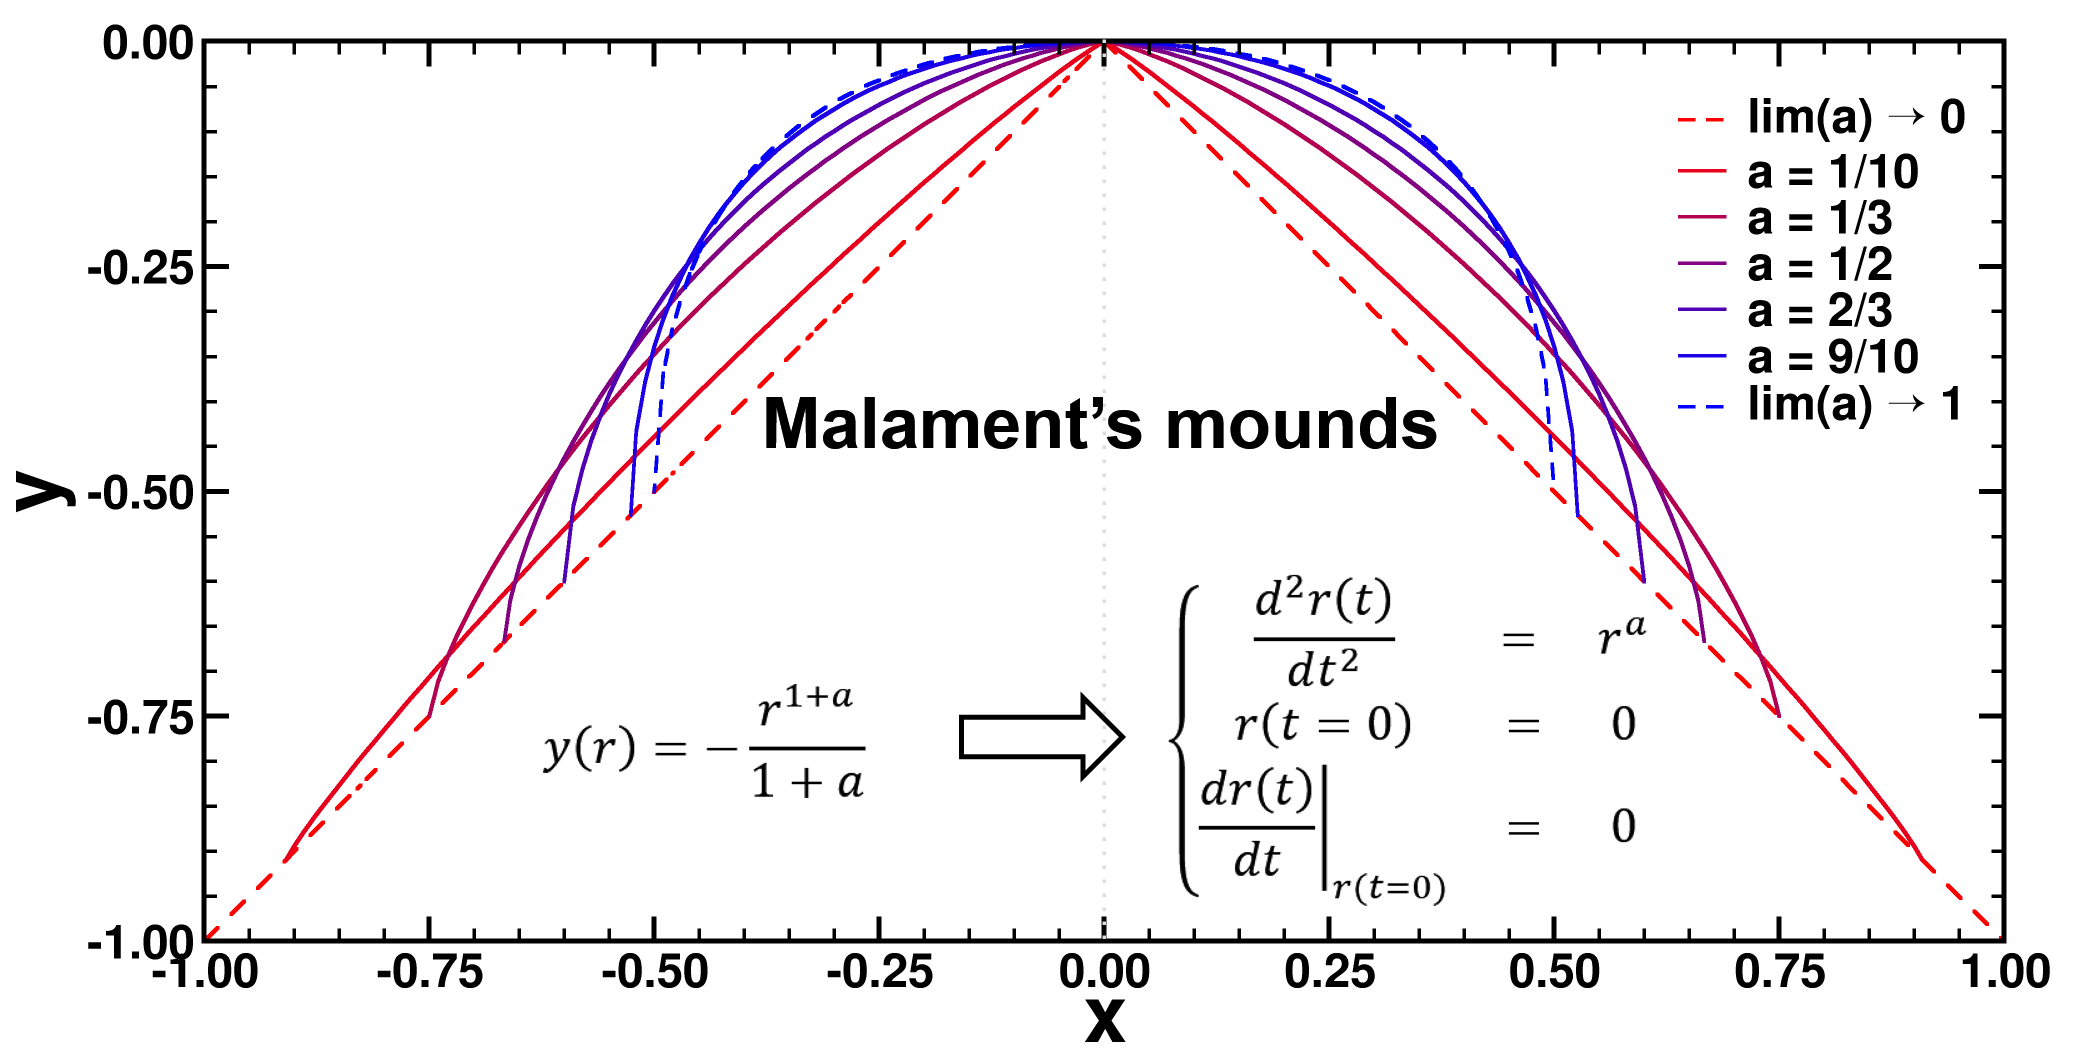 0.00
-0.25
-0.50
-0.75
-1.00
y
lim(a) → 0
a = 1/10
a = 1/3
a = 1/2
a = 2/3
a = 9/10
lim(a) → 1
Malament’s mounds
y(r) = − r^{1+a} / (1 + a)
d²r(t) / dt² = r^a
r(t = 0) = 0
dr(t) / dt |_{r(t=0)} = 0
-1.00 -0.75 -0.50 -0.25 0.00 0.25 0.50 0.75 1.00
x